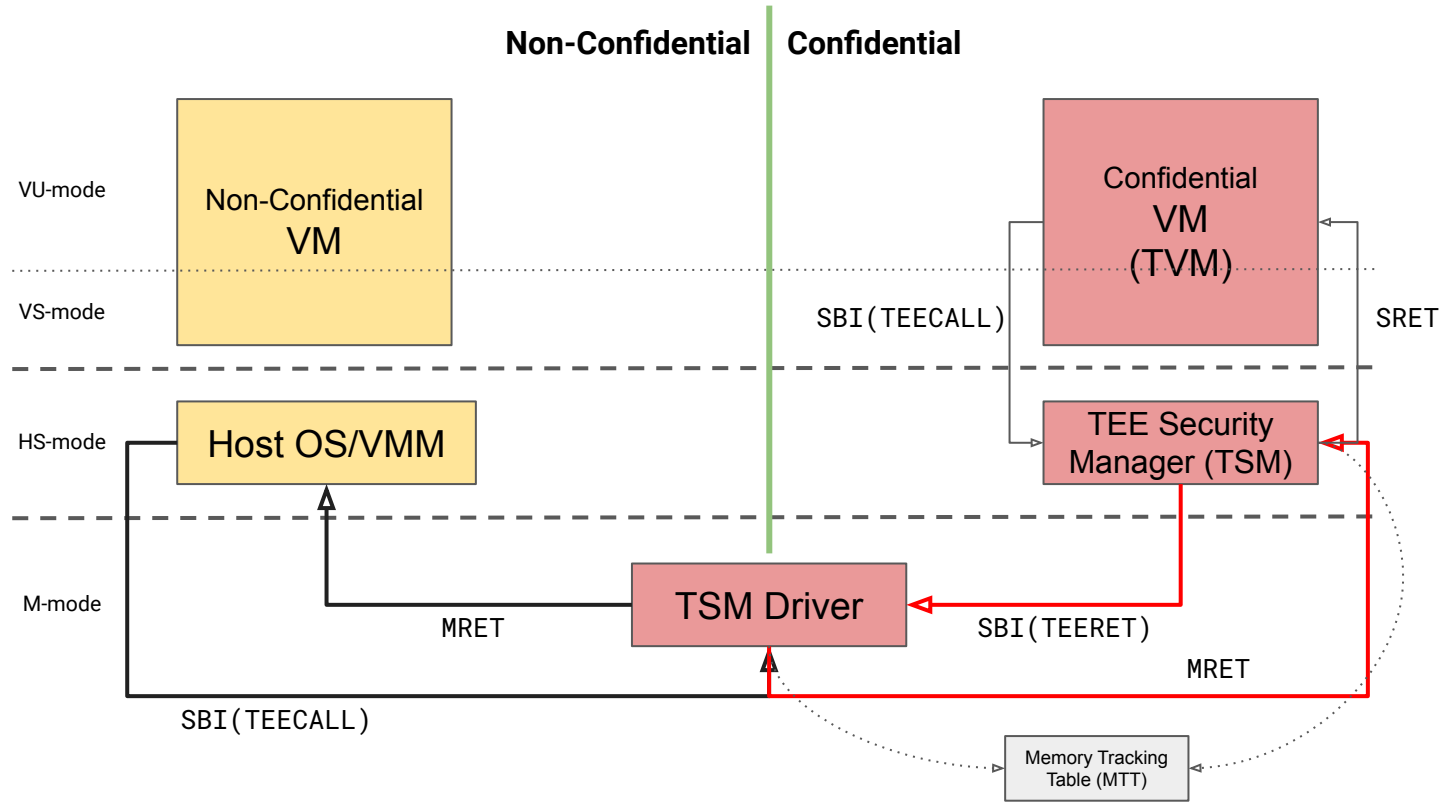 Non-Confidential Confidential
VU-mode
Non-Confidential
VM
Confidential
VM
(TVM)
VS-mode
SBI(TEECALL)
SRET
HS-mode
Host OS/VMM
TEE Security
Manager (TSM)
M-mode
TSM Driver
MRET
SBI(TEERET)
MRET
SBI(TEECALL)
Memory Tracking
Table (MTT)